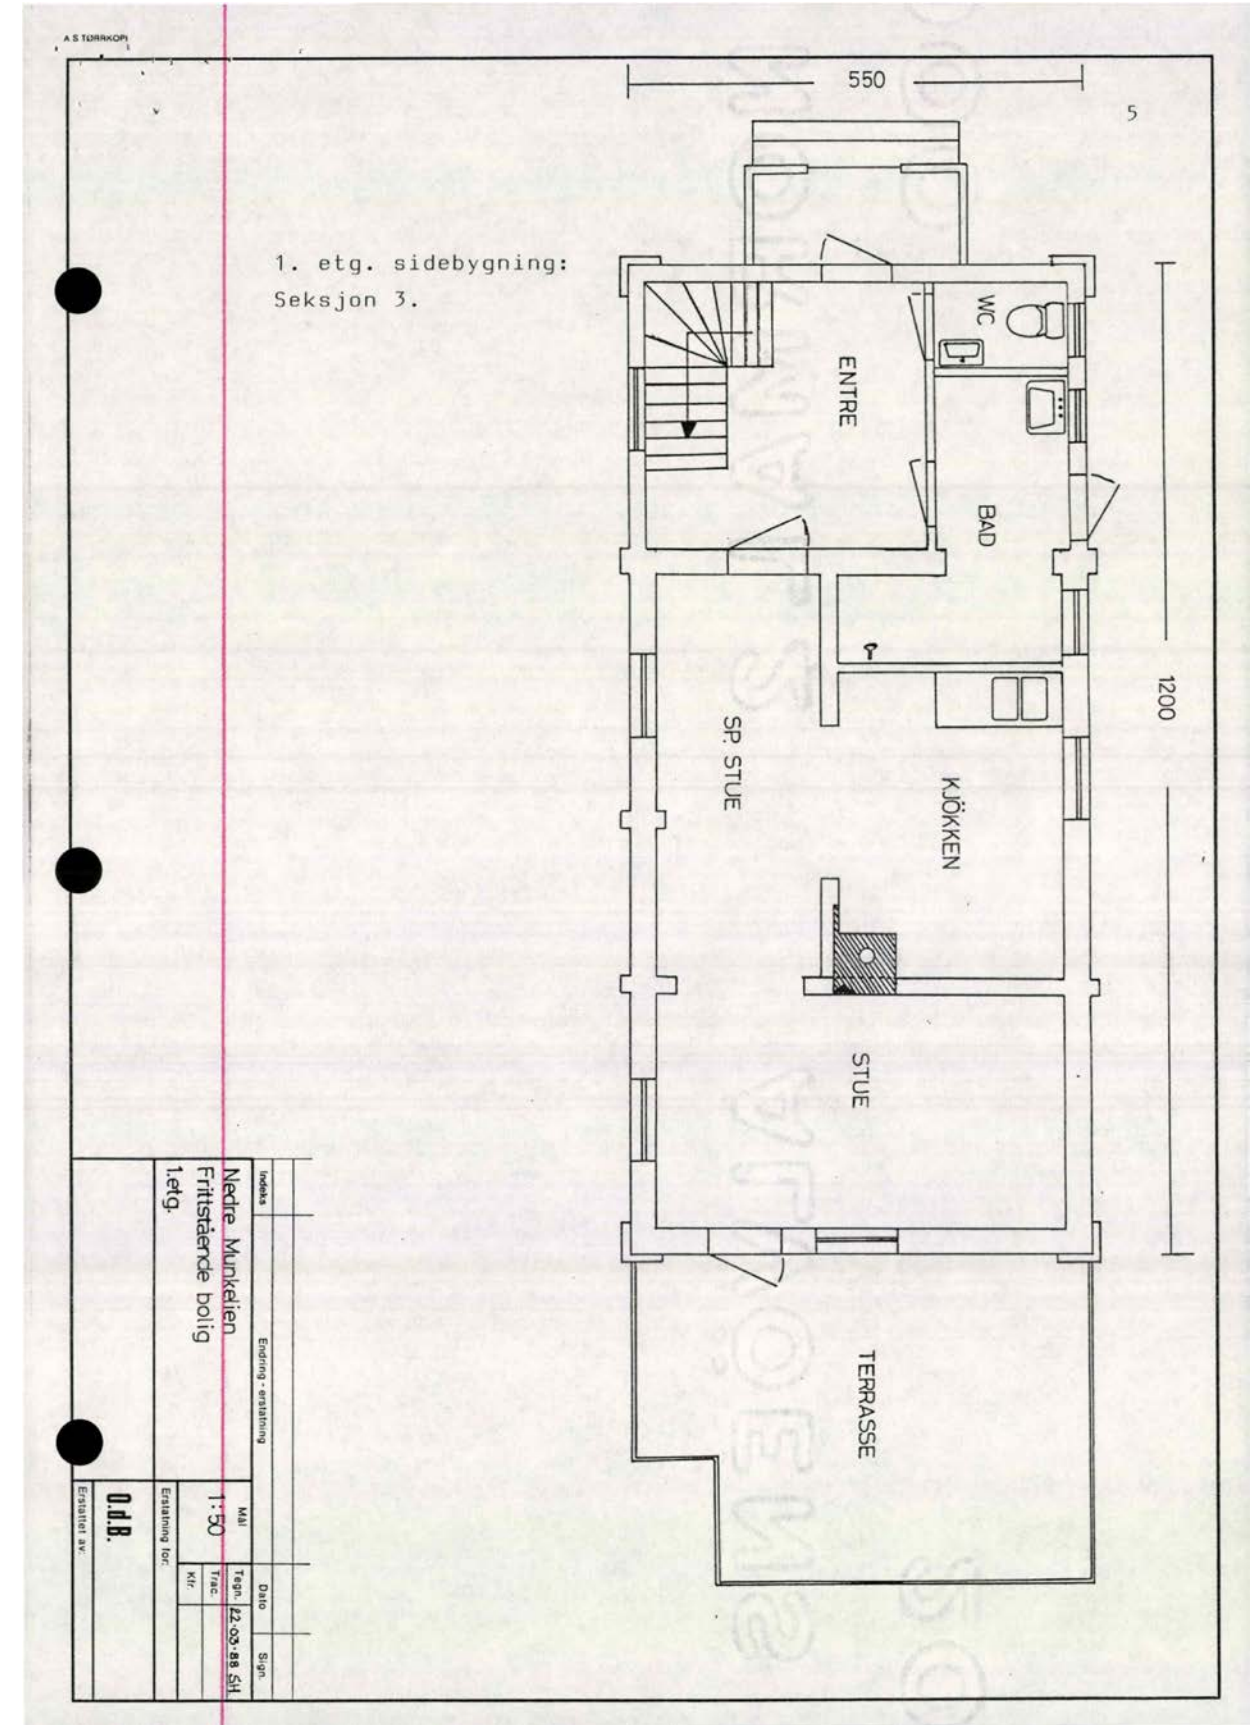 A S TØRRKOPI
550
5
1. etg. sidebygning:
Seksjon 3.
WC
ENTRE
BAD
1200
SP. STUE
KJÖKKEN
STUE
TERRASSE
Indeks
Endring - erstatning
Dato
Sign.
Nedre Munkelien
Frittstående bolig
1.etg.
Mål
1:50
Tegn. 22-03-88 SH
Trac.
Kfr.
Erstatning for:
O.d.B.
Erstattet av: